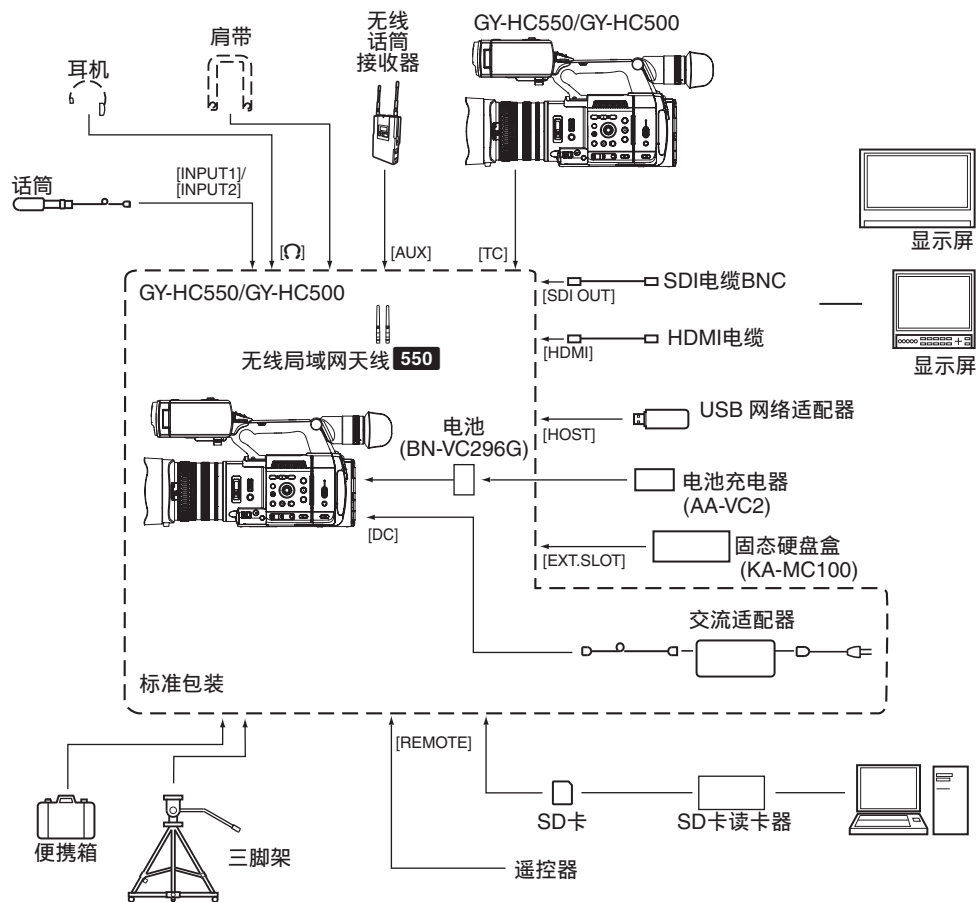 GY-HC550/GY-HC500
无线
话筒
接收器
肩带
耳机
话筒
[INPUT1]/
[INPUT2]
[AUX]
[TC]
显示屏
GY-HC550/GY-HC500
[SDI OUT]
SDI电缆BNC
无线局域网天线 550
[HDMI]
HDMI电缆
显示屏
电池
(BN-VC296G)
[HOST]
USB 网络适配器
电池充电器
(AA-VC2)
[DC]
[EXT.SLOT]
固态硬盘盒
(KA-MC100)
交流适配器
标准包装
[REMOTE]
便携箱
三脚架
SD卡
SD卡读卡器
遥控器